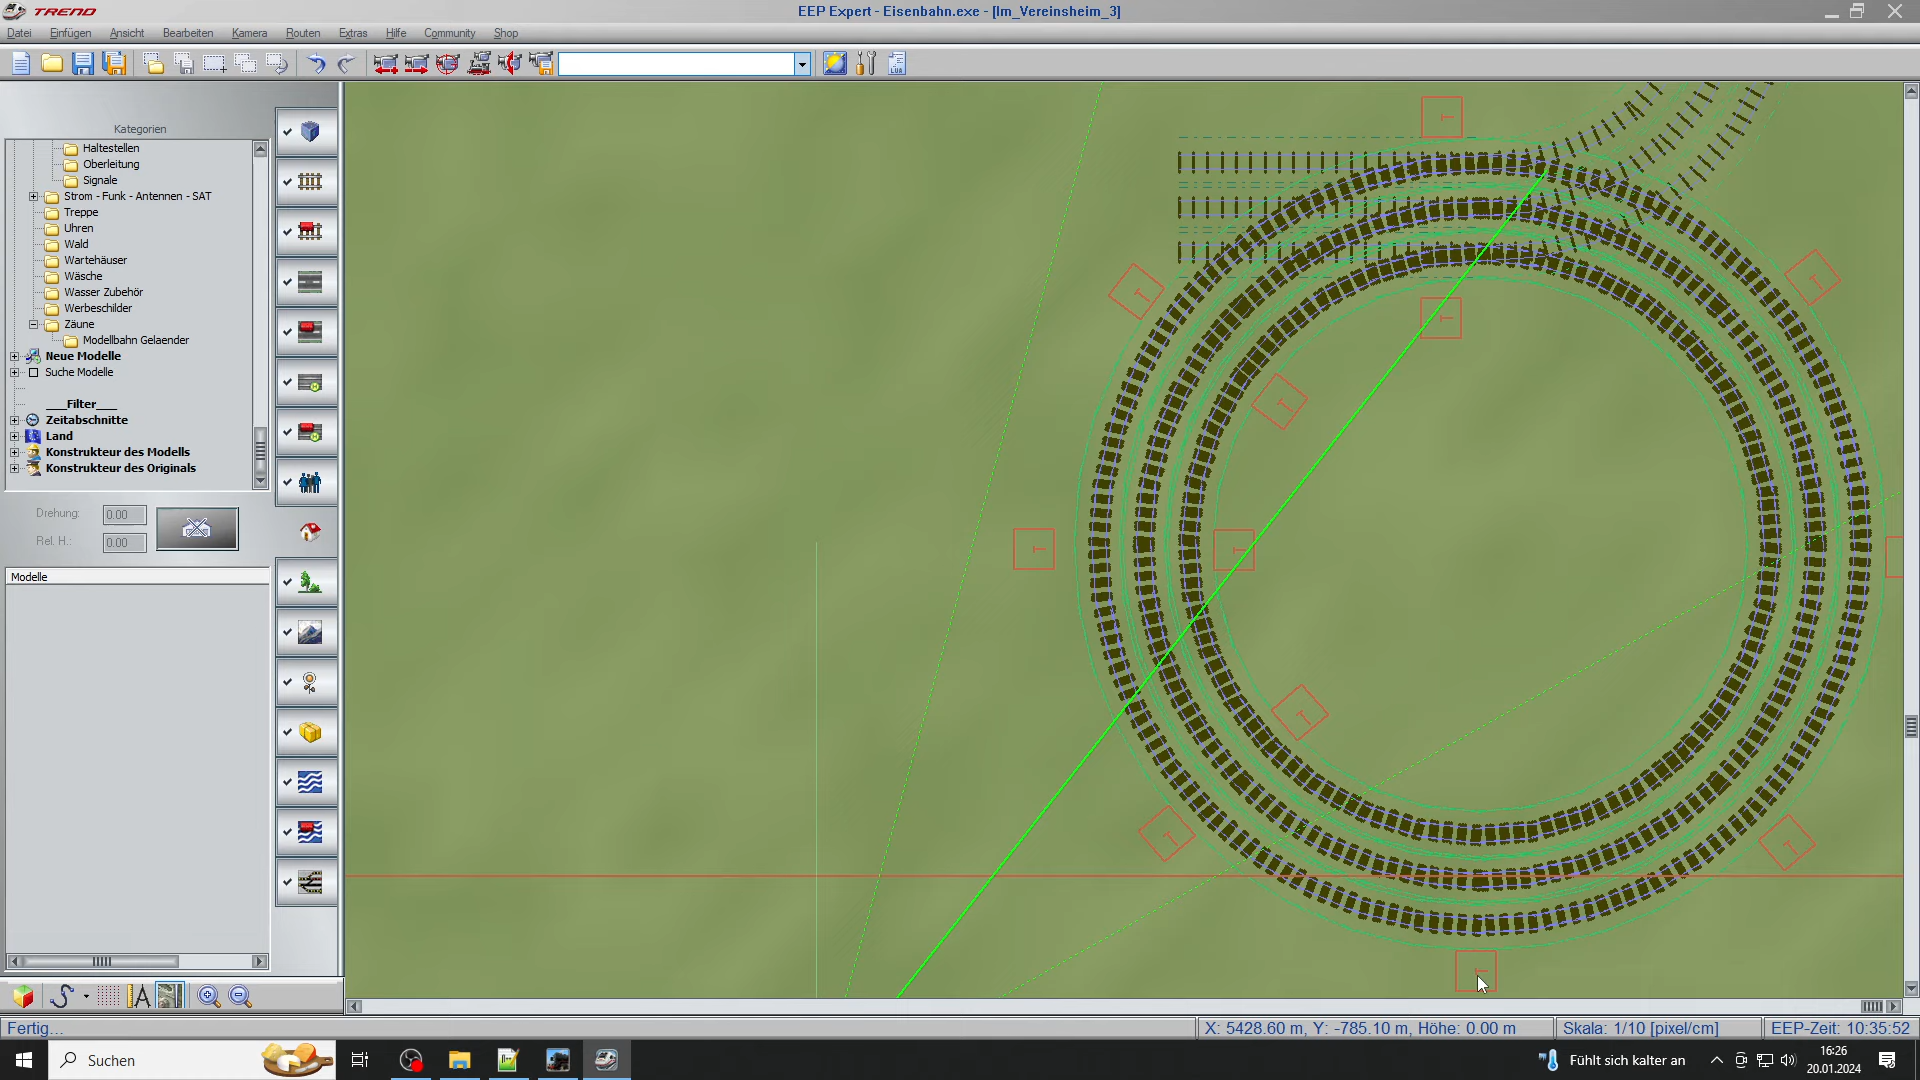 TREND
EEP Expert - Eisenbahn.exe - [Im_Vereinsheim_3]
Datei Einfügen Ansicht Bearbeiten Kamera Routen Extras Hilfe Community Shop
LUA
Kategorien
Haltestellen
Oberleitung
Signale
Strom - Funk - Antennen - SAT
Treppe
Uhren
Wald
Wartehäuser
Wäsche
Wasser Zubehör
Werbeschilder
Zäune
Modellbahn Gelaender
Neue Modelle
Suche Modelle
___Filter___
Zeitabschnitte
Land
Konstrukteur des Modells
Konstrukteur des Originals
Drehung: 0.00
Rel. H.: 0.00
Modelle
T
T
T
T
T
T
T
T
T
T
T
Fertig...
X: 5428.60 m, Y: -785.10 m, Höhe: 0.00 m
Skala: 1/10 [pixel/cm]
EEP-Zeit: 10:35:52
Suchen
Fühlt sich kalter an
16:26
20.01.2024